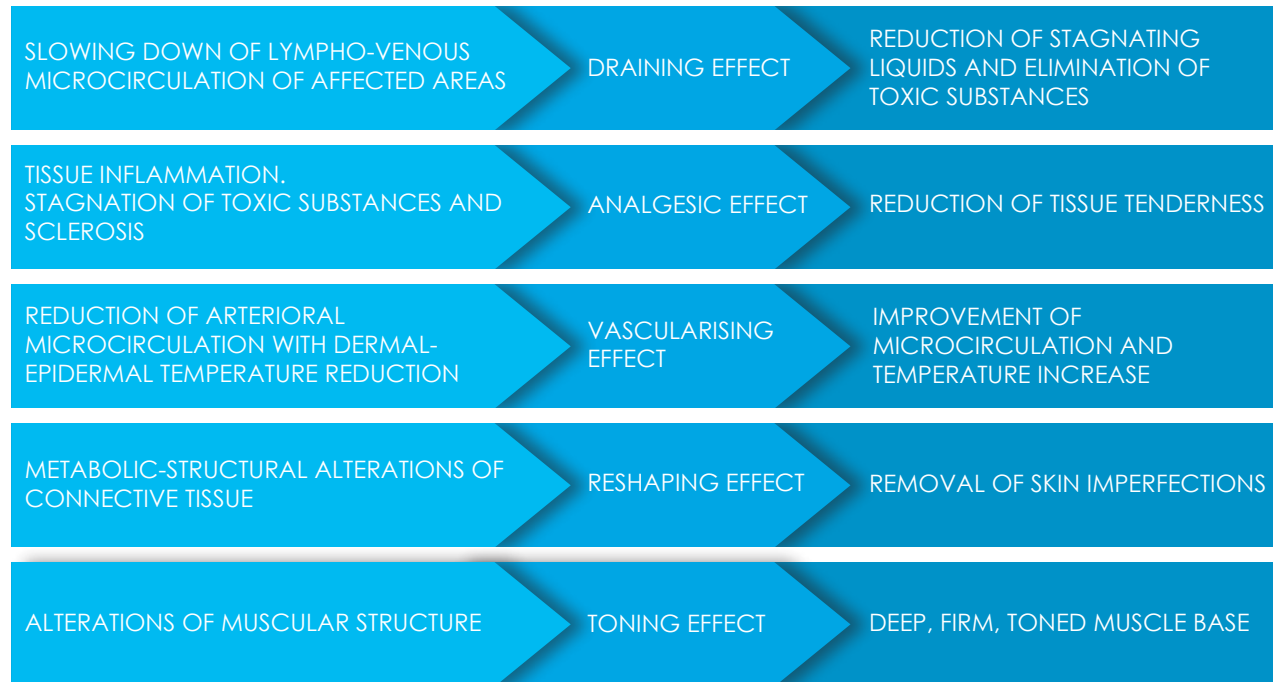 SLOWING DOWN OF LYMPHO-VENOUS
MICROCIRCULATION OF AFFECTED AREAS
DRAINING EFFECT
REDUCTION OF STAGNATING
LIQUIDS AND ELIMINATION OF
TOXIC SUBSTANCES
TISSUE INFLAMMATION.
STAGNATION OF TOXIC SUBSTANCES AND
SCLEROSIS
ANALGESIC EFFECT
REDUCTION OF TISSUE TENDERNESS
REDUCTION OF ARTERIORAL
MICROCIRCULATION WITH DERMAL-
EPIDERMAL TEMPERATURE REDUCTION
VASCULARISING
EFFECT
IMPROVEMENT OF
MICROCIRCULATION AND
TEMPERATURE INCREASE
METABOLIC-STRUCTURAL ALTERATIONS OF
CONNECTIVE TISSUE
RESHAPING EFFECT
REMOVAL OF SKIN IMPERFECTIONS
ALTERATIONS OF MUSCULAR STRUCTURE
TONING EFFECT
DEEP, FIRM, TONED MUSCLE BASE